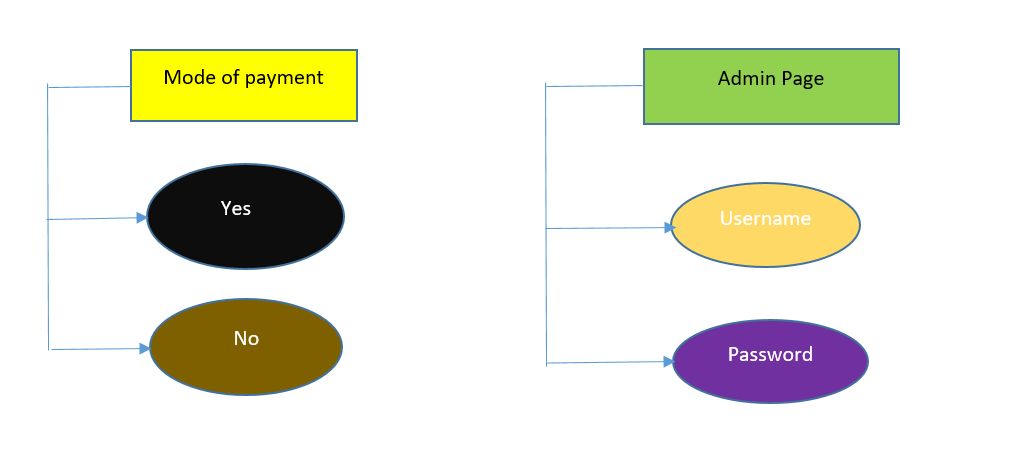 Mode of payment
Yes
No
Admin Page
Username
Password